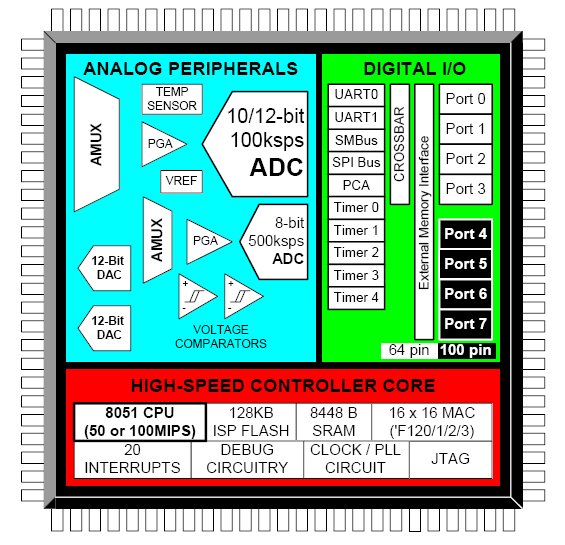 ANALOG PERIPHERALS
TEMP
SENSOR
AMUX
PGA
10/12-bit
100ksps
ADC
VREF
AMUX
PGA
8-bit
500ksps
ADC
12-Bit
DAC
12-Bit
DAC
+
-
+
-
VOLTAGE
COMPARATORS
DIGITAL I/O
UART0
UART1
SMBus
SPI Bus
PCA
Timer 0
Timer 1
Timer 2
Timer 3
Timer 4
CROSSBAR
External Memory Interface
Port 0
Port 1
Port 2
Port 3
Port 4
Port 5
Port 6
Port 7
64 pin 100 pin
HIGH-SPEED CONTROLLER CORE
8051 CPU
(50 or 100MIPS)
128KB
ISP FLASH
8448 B
SRAM
16 x 16 MAC
('F120/1/2/3)
20
INTERRUPTS
DEBUG
CIRCUITRY
CLOCK / PLL
CIRCUIT
JTAG